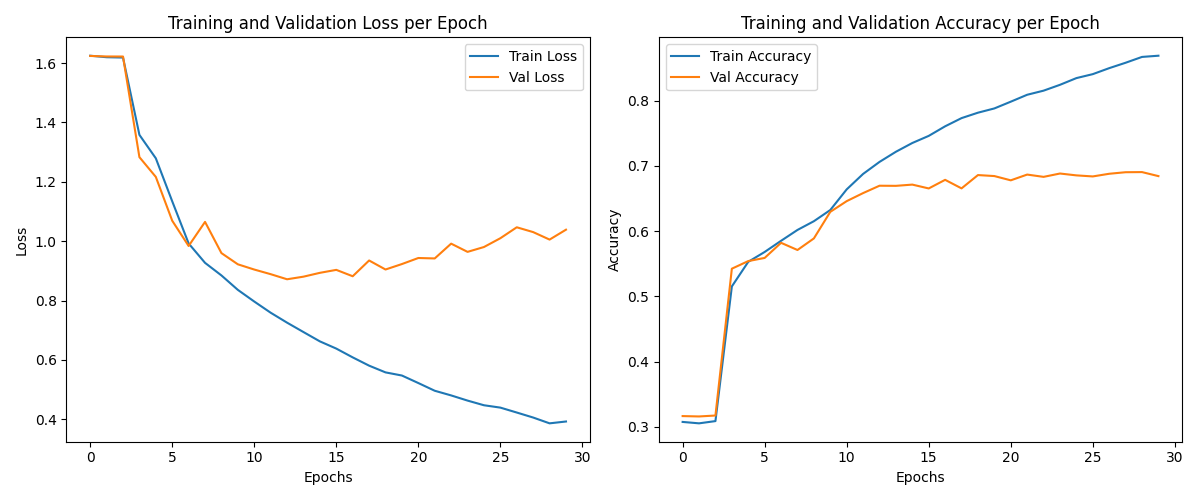 Training and Validation Loss per Epoch
Train Loss
Val Loss
1.6
1.4
1.2
1.0
0.8
0.6
0.4
Loss
0 5 10 15 20 25 30
Epochs
Training and Validation Accuracy per Epoch
Train Accuracy
Val Accuracy
0.8
0.7
0.6
0.5
0.4
0.3
Accuracy
0 5 10 15 20 25 30
Epochs